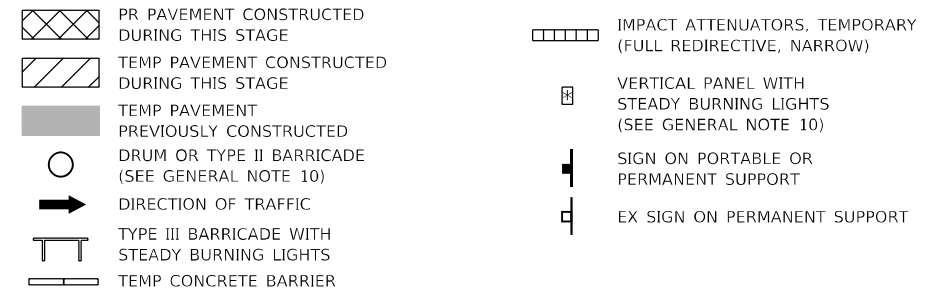 PR PAVEMENT CONSTRUCTED
DURING THIS STAGE
TEMP PAVEMENT CONSTRUCTED
DURING THIS STAGE
TEMP PAVEMENT
PREVIOUSLY CONSTRUCTED
DRUM OR TYPE II BARRICADE
(SEE GENERAL NOTE 10)
DIRECTION OF TRAFFIC
TYPE III BARRICADE WITH
STEADY BURNING LIGHTS
TEMP CONCRETE BARRIER
IMPACT ATTENUATORS, TEMPORARY
(FULL REDIRECTIVE, NARROW)
VERTICAL PANEL WITH
STEADY BURNING LIGHTS
(SEE GENERAL NOTE 10)
SIGN ON PORTABLE OR
PERMANENT SUPPORT
EX SIGN ON PERMANENT SUPPORT